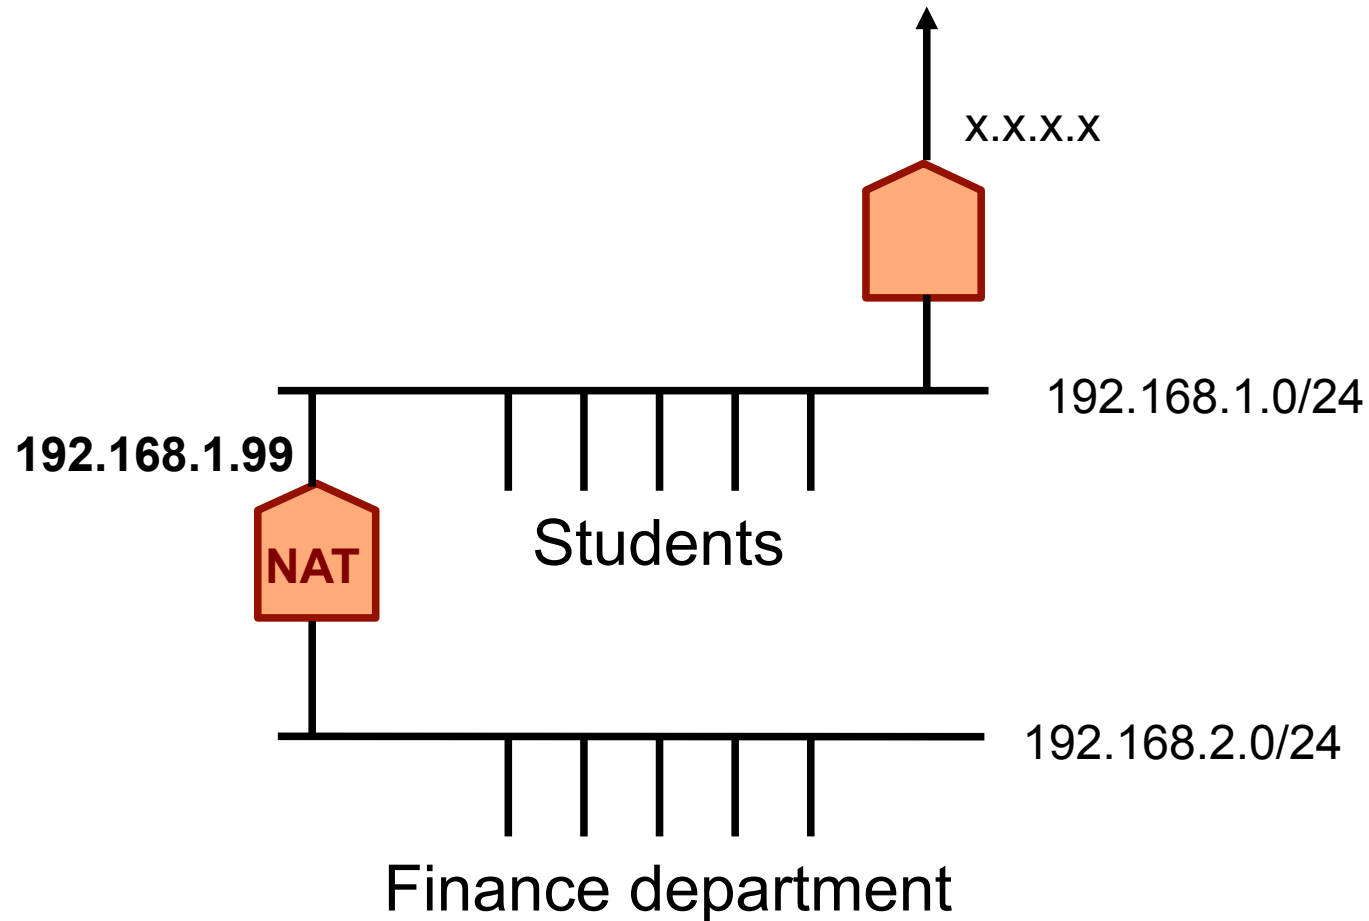 x.x.x.x
192.168.1.0/24
192.168.1.99
Students
NAT
192.168.2.0/24
Finance department